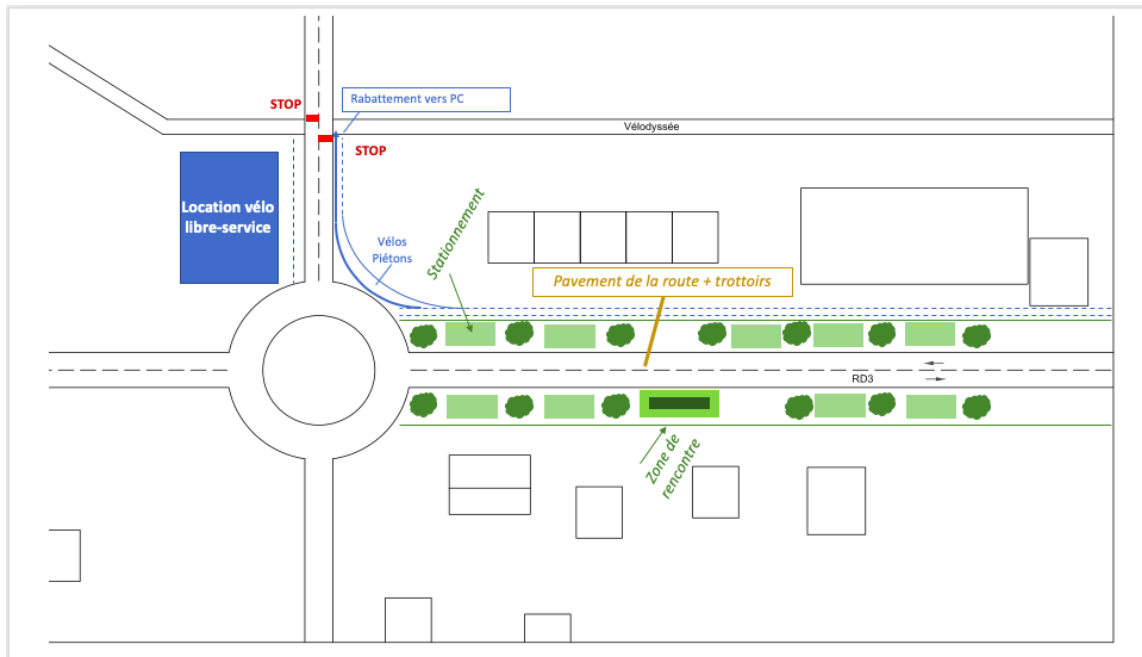 STOP
Rabattement vers PC
Vélodyssée
STOP
Location vélo
libre-service
Stationnement
Vélos
Piétons
Pavement de la route + trottoirs
RD3
Zone de
rencontre